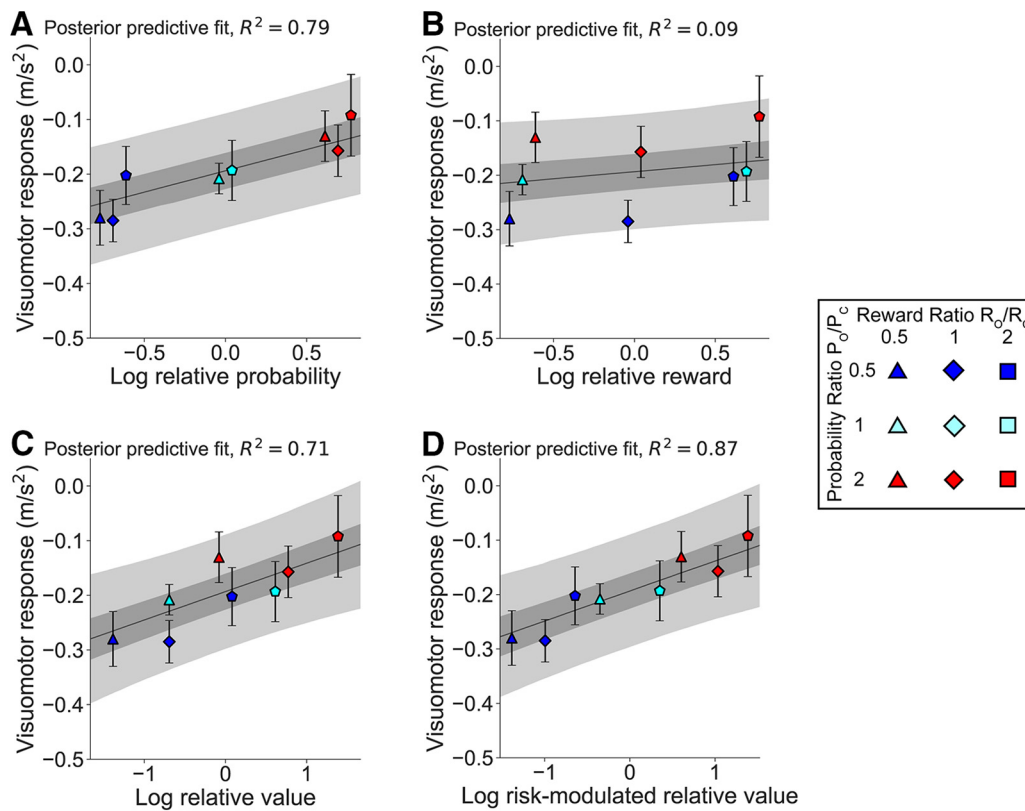 A
Posterior predictive fit, R² = 0.79
Visuomotor response (m/s²)
0.0
−0.1
−0.2
−0.3
−0.4
−0.5
−0.5
0.0
0.5
Log relative probability
B
Posterior predictive fit, R² = 0.09
Visuomotor response (m/s²)
0.0
−0.1
−0.2
−0.3
−0.4
−0.5
−0.5
0.0
0.5
Log relative reward
Reward Ratio R_O/R_C
0.5 1 2
Probability Ratio P_O/P_C
0.5
1
2
C
Posterior predictive fit, R² = 0.71
Visuomotor response (m/s²)
0.0
−0.1
−0.2
−0.3
−0.4
−0.5
−1
0
1
Log relative value
D
Posterior predictive fit, R² = 0.87
Visuomotor response (m/s²)
0.0
−0.1
−0.2
−0.3
−0.4
−0.5
−1
0
1
Log risk-modulated relative value